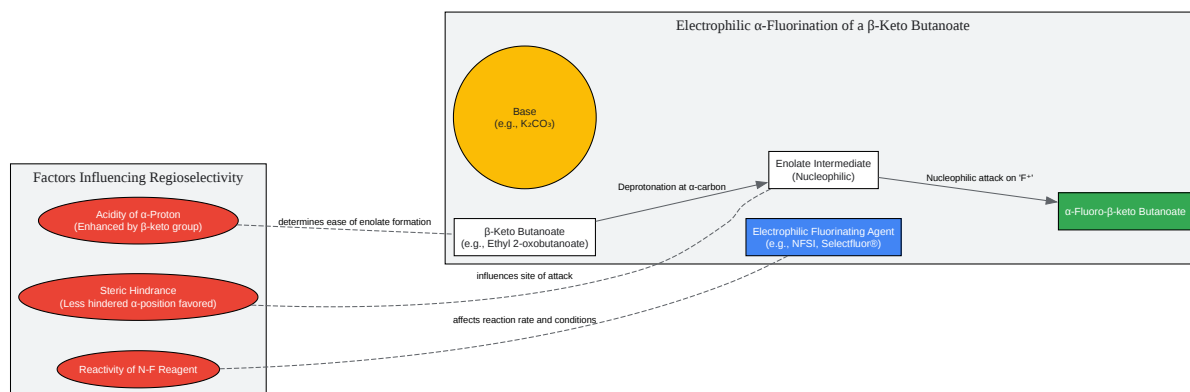 Electrophilic α-Fluorination of a β-Keto Butanoate
Base
(e.g., K₂CO₃)
Enolate Intermediate
(Nucleophilic)
Nucleophilic attack on 'F⁺'
Deprotonation at α-carbon
α-Fluoro-β-keto Butanoate
β-Keto Butanoate
(e.g., Ethyl 2-oxobutanoate)
Electrophilic Fluorinating Agent
(e.g., NFSI, Selectfluor®)
Factors Influencing Regioselectivity
Acidity of α-Proton
(Enhanced by β-keto group)
determines ease of enolate formation
Steric Hindrance
(Less hindered α-position favored)
influences site of attack
affects reaction rate and conditions
Reactivity of N-F Reagent